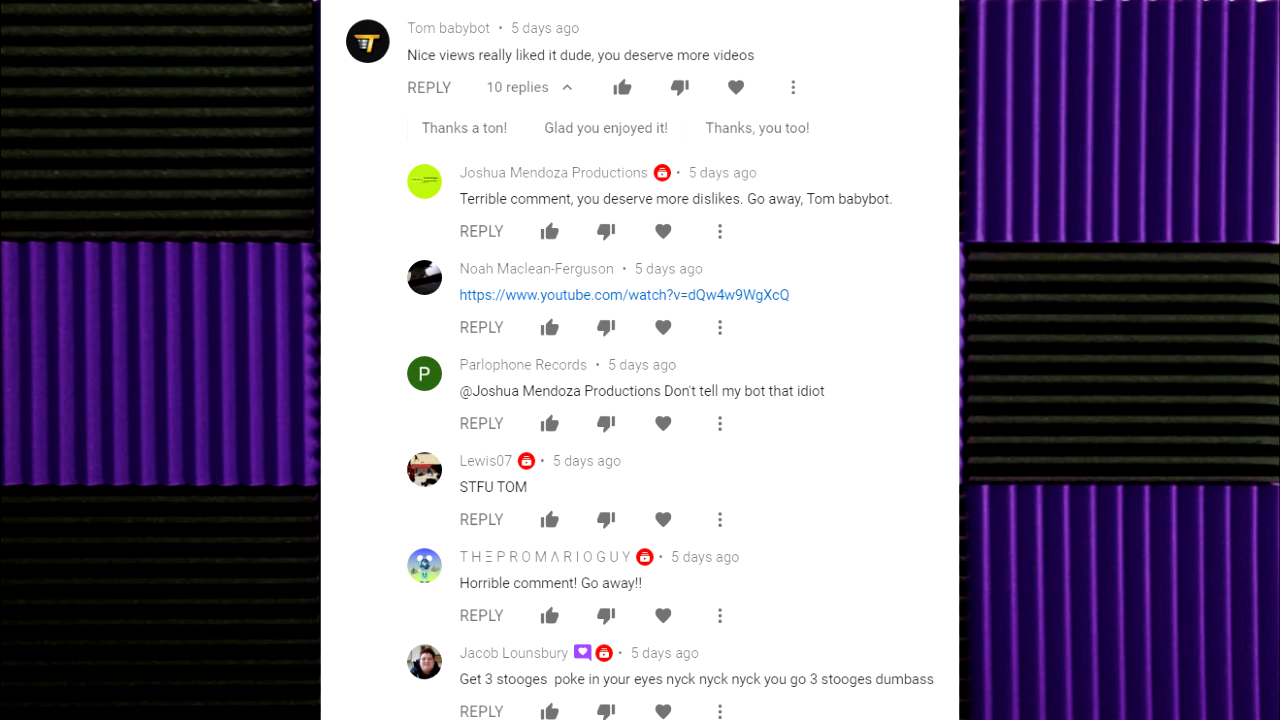 Tom babybot • 5 days ago
Nice views really liked it dude, you deserve more videos
REPLY 10 replies
Thanks a ton! Glad you enjoyed it! Thanks, you too!
Joshua Mendoza Productions • 5 days ago
Terrible comment, you deserve more dislikes. Go away, Tom babybot.
REPLY
Noah Maclean-Ferguson • 5 days ago
https://www.youtube.com/watch?v=dQw4w9WgXcQ
REPLY
P
Parlophone Records • 5 days ago
@Joshua Mendoza Productions Don't tell my bot that idiot
REPLY
Lewis07 • 5 days ago
STFU TOM
REPLY
T H Ξ P R O M Λ R I O G U Y • 5 days ago
Horrible comment! Go away!!
REPLY
Jacob Lounsbury • 5 days ago
Get 3 stooges  poke in your eyes nyck nyck nyck you go 3 stooges dumbass
REPLY